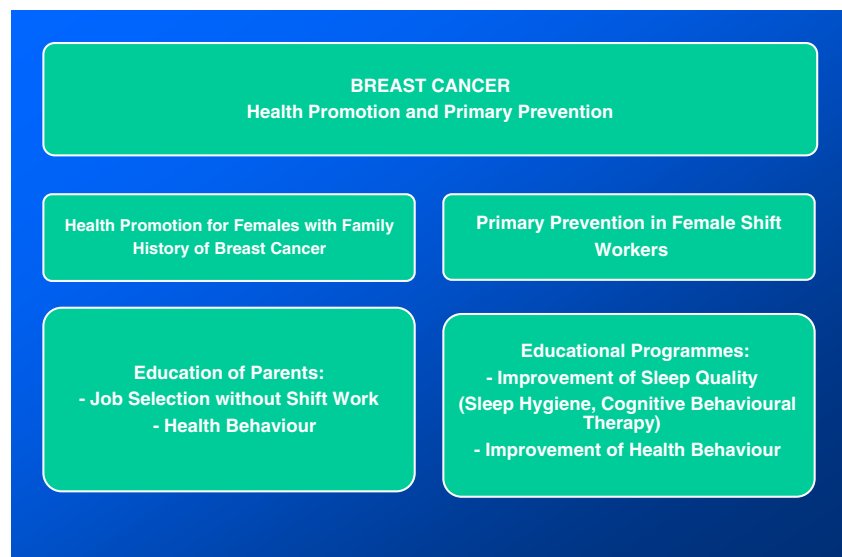 BREAST CANCER
Health Promotion and Primary Prevention
Health Promotion for Females with Family
History of Breast Cancer
Primary Prevention in Female Shift
Workers
Education of Parents:
- Job Selection without Shift Work
- Health Behaviour
Educational Programmes:
- Improvement of Sleep Quality
(Sleep Hygiene, Cognitive Behavioural
Therapy)
- Improvement of Health Behaviour